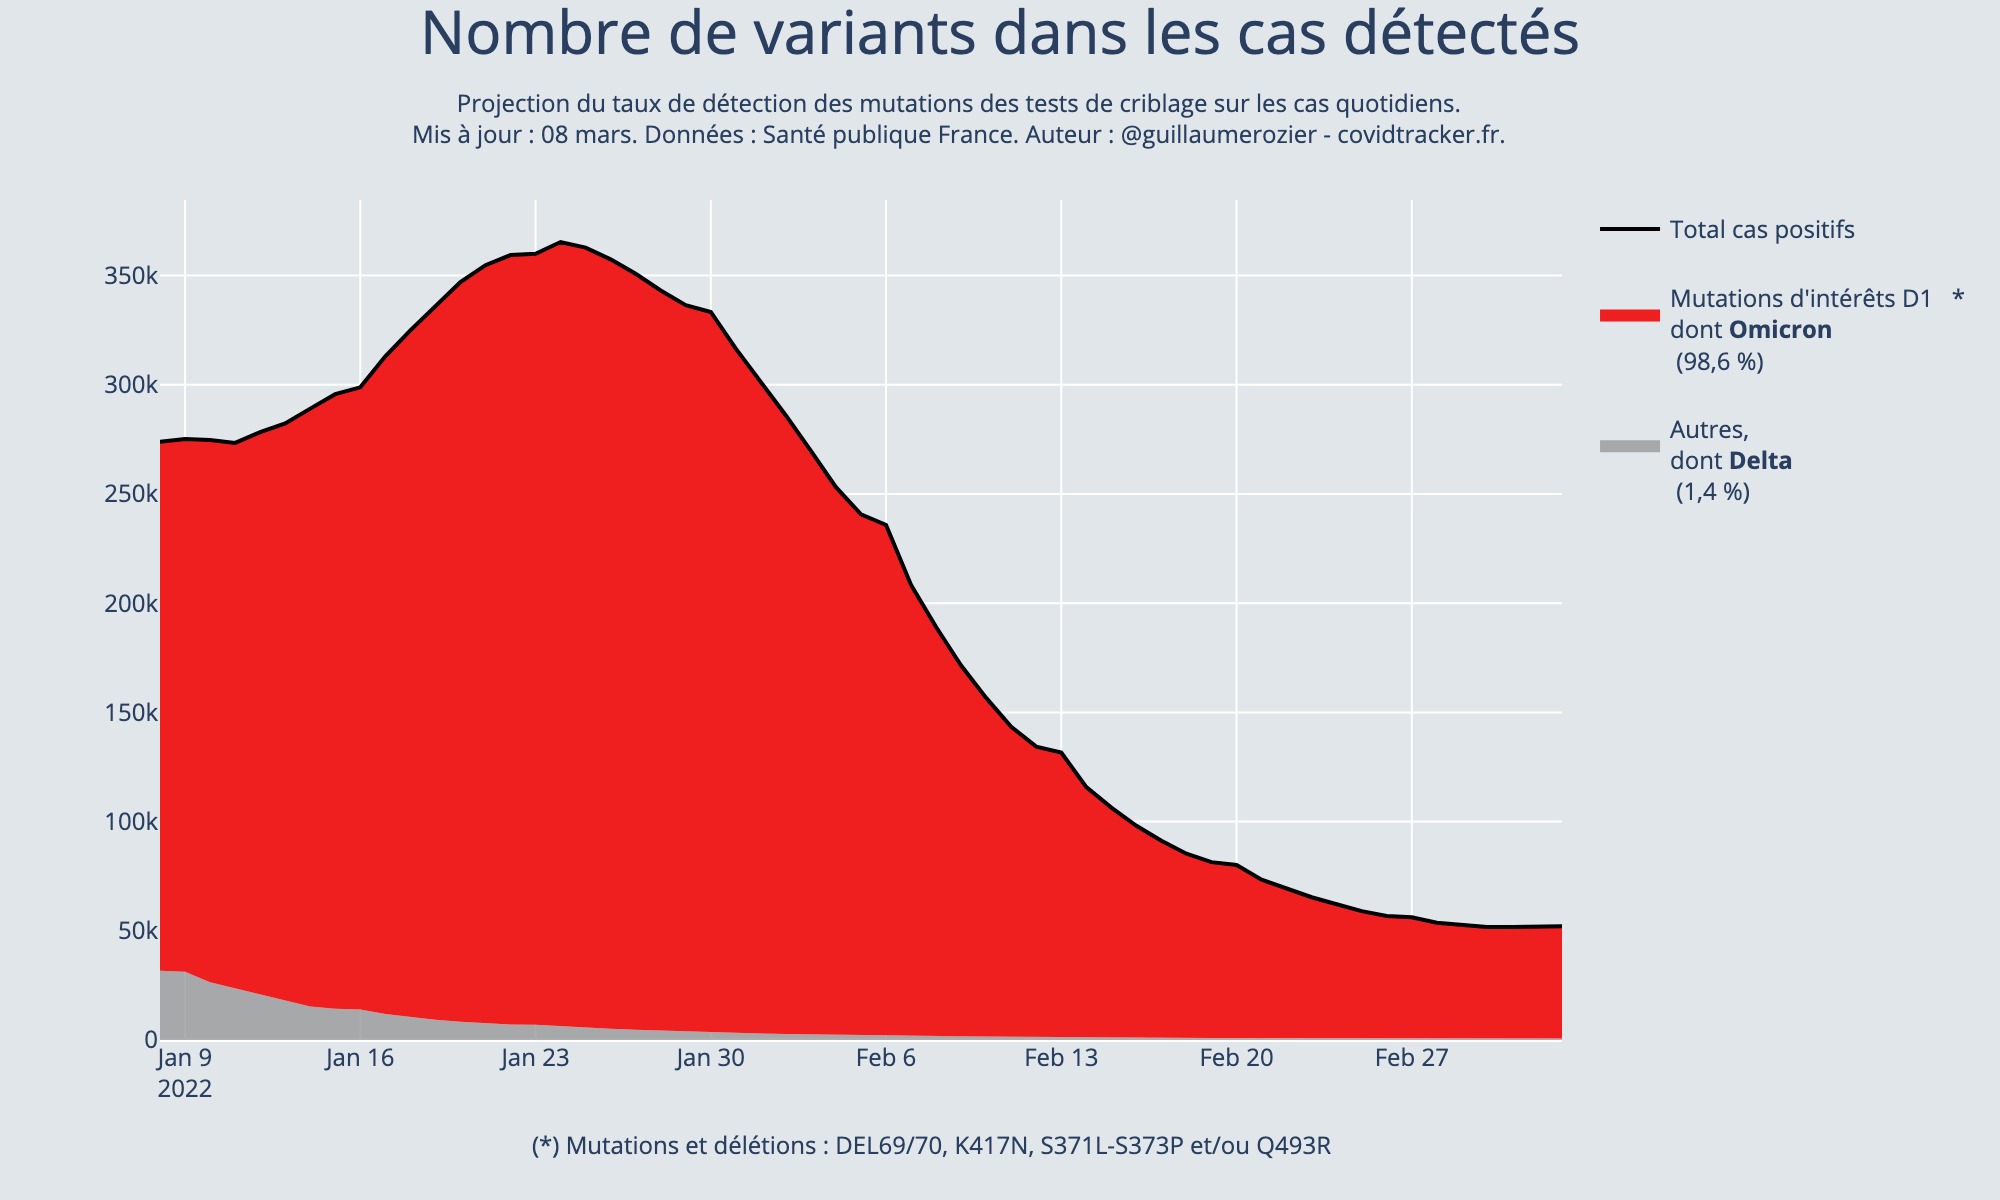 Nombre de variants dans les cas détectés
Projection du taux de détection des mutations des tests de criblage sur les cas quotidiens.
Mis à jour : 08 mars. Données : Santé publique France. Auteur : @guillaumerozier - covidtracker.fr.
Total cas positifs
Mutations d'intérêts D1 *
dont Omicron
(98,6 %)
Autres,
dont Delta
(1,4 %)
350k
300k
250k
200k
150k
100k
50k
0
Jan 9 Jan 16 Jan 23 Jan 30 Feb 6 Feb 13 Feb 20 Feb 27
2022
(*) Mutations et délétions : DEL69/70, K417N, S371L-S373P et/ou Q493R